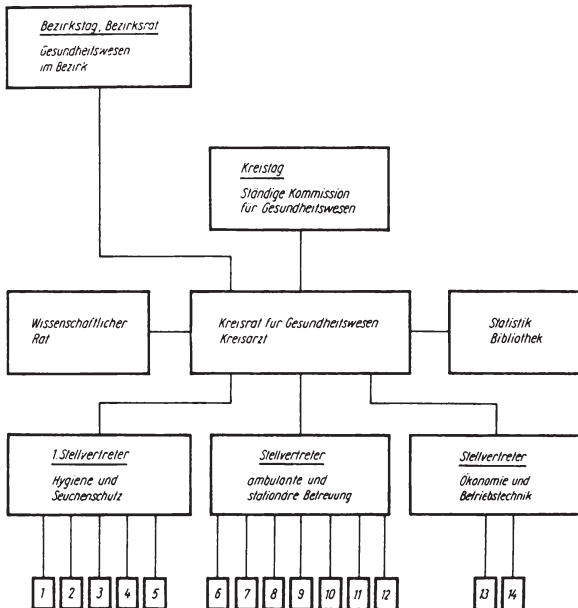 Bezirkstag, Bezirksrat
Gesundheitswesen
im Bezirk
Kreistag
Ständige Kommission
für Gesundheitswesen
Wissenschaftlicher
Rat
Kreisrat für Gesundheitswesen
Kreisarzt
Statistik
Bibliothek
1. Stellvertreter
Hygiene und
Seuchenschutz
Stellvertreter
ambulante und
stationäre Betreuung
Stellvertreter
Ökonomie und
Betriebstechnik
1 2 3 4 5 6 7 8 9 10 11 12 13 14